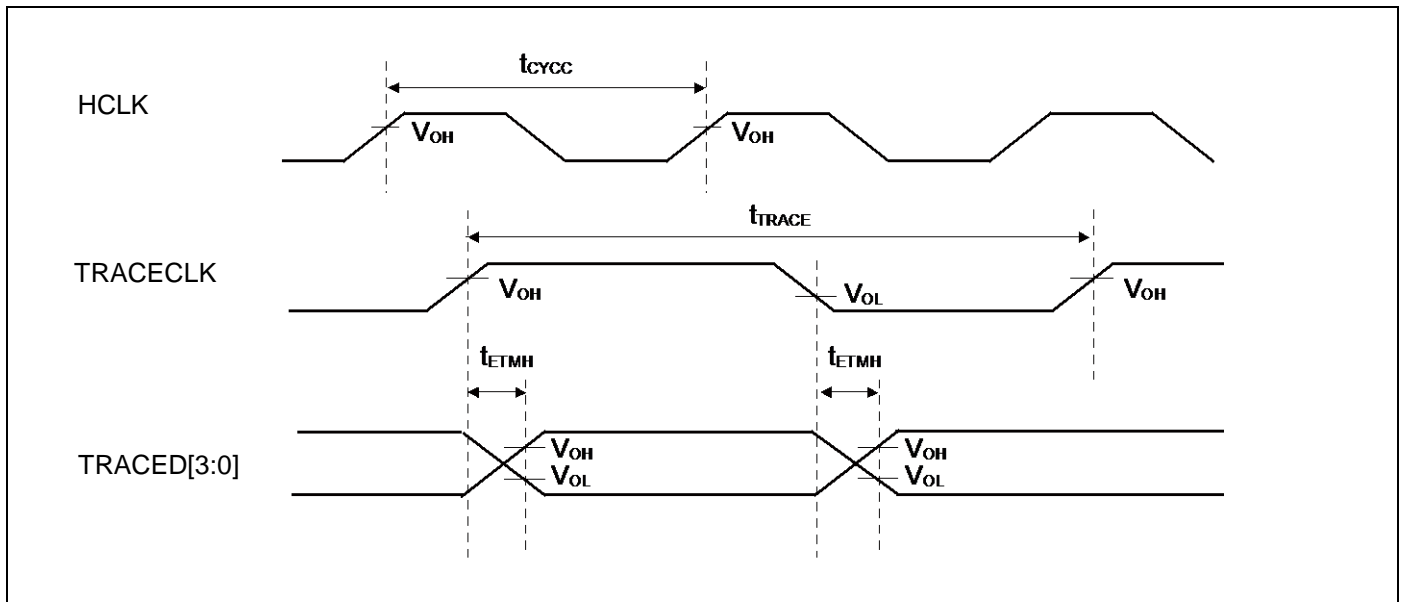 tCYCC
HCLK
VOH VOH
tTRACE
TRACECLK
VOH VOL VOH
tETMH tETMH
TRACED[3:0]
VOH VOH
VOL VOL